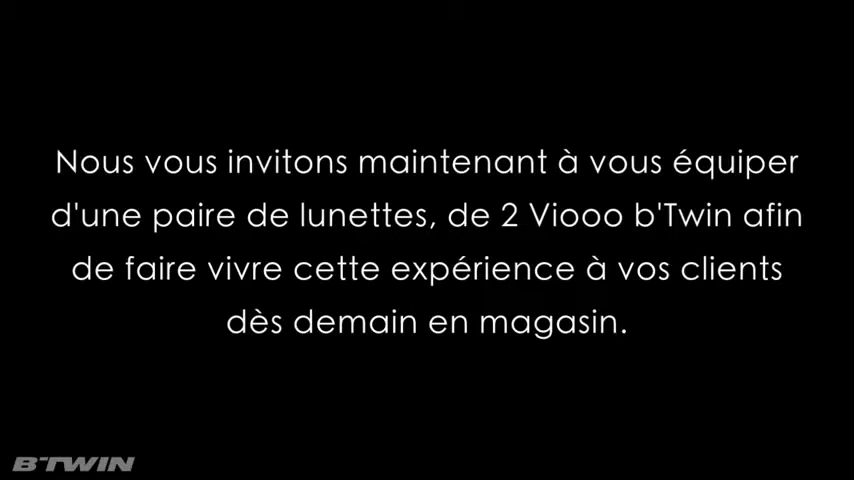 Nous vous invitons maintenant à vous équiper
d'une paire de lunettes, de 2 Viooo b'Twin afin
de faire vivre cette expérience à vos clients
dès demain en magasin.
B'TWIN